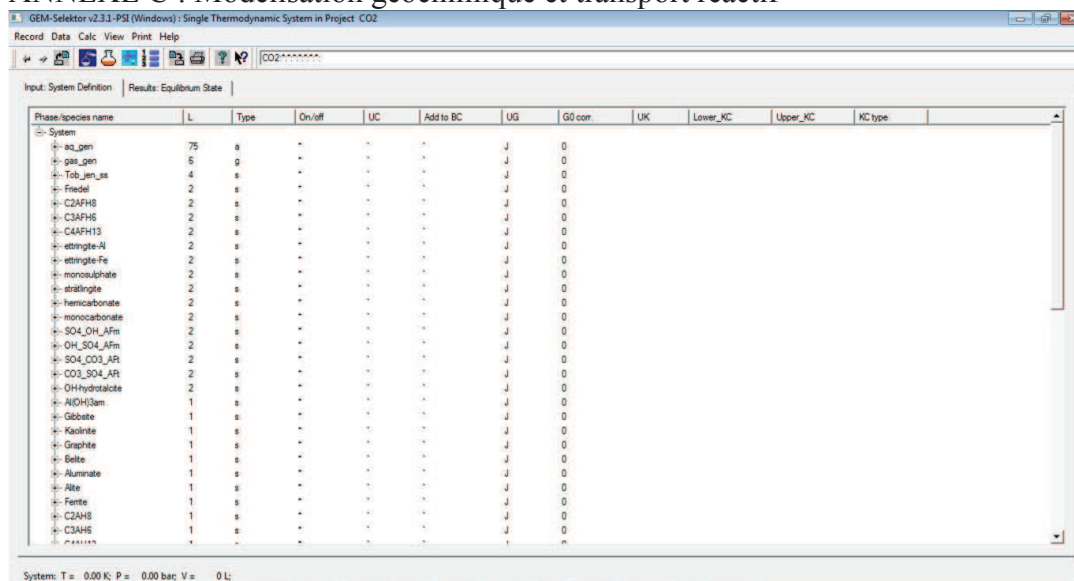 ANNEXE C : Modélisation géochimique et transport réactif
GEM-Selektor v2.3.1-PSI (Windows) : Single Thermodynamic System in Project CO2
Record Data Calc View Print Help
CO2:*:*:*:*:*:*:*:
Input: System Definition Results: Equilibrium State
Phase/species name L Type On/off UC Add to BC UG G0 corr. UK Lower_KC Upper_KC KC type
System
aq_gen 75 a J 0
gas_gen 6 g J 0
Tob_jen_ss 4 s J 0
Friedel 2 s J 0
C2AFH8 2 s J 0
C3AFH6 2 s J 0
C4AFH13 2 s J 0
ettringite-Al 2 s J 0
ettringite-Fe 2 s J 0
monosulphate 2 s J 0
strätlingite 2 s J 0
hemicarbonate 2 s J 0
monocarbonate 2 s J 0
SO4_OH_AFm 2 s J 0
OH_SO4_AFm 2 s J 0
SO4_CO3_AFt 2 s J 0
CO3_SO4_AFt 2 s J 0
OH-hydrotalcite 2 s J 0
Al(OH)3am 1 s J 0
Gibbsite 1 s J 0
Kaolinite 1 s J 0
Graphite 1 s J 0
Belite 1 s J 0
Aluminate 1 s J 0
Alite 1 s J 0
Ferrite 1 s J 0
C2AH8 1 s J 0
C3AH6 1 s J 0
System: T = 0.00 K; P = 0.00 bar; V = 0 L;